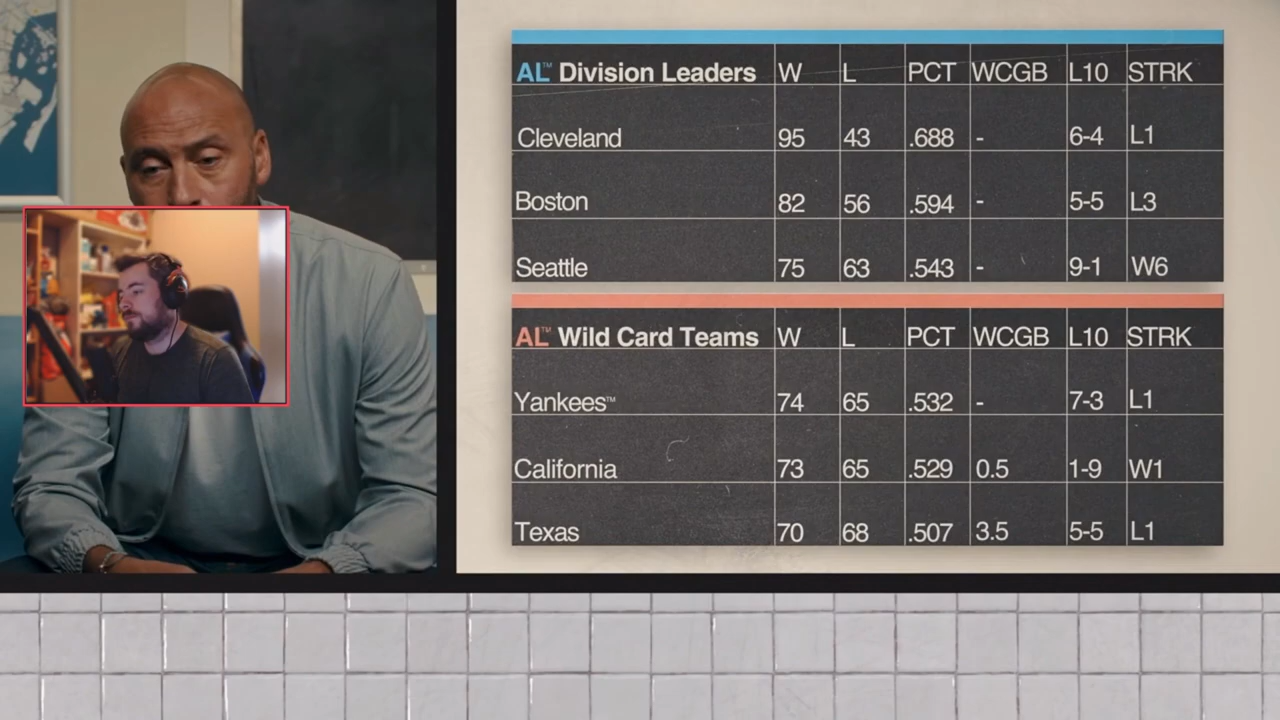 AL™ Division Leaders W L PCT WCGB L10 STRK
Cleveland 95 43 .688 - 6-4 L1
Boston 82 56 .594 - 5-5 L3
Seattle 75 63 .543 - 9-1 W6
AL™ Wild Card Teams W L PCT WCGB L10 STRK
Yankees™ 74 65 .532 - 7-3 L1
California 73 65 .529 0.5 1-9 W1
Texas 70 68 .507 3.5 5-5 L1